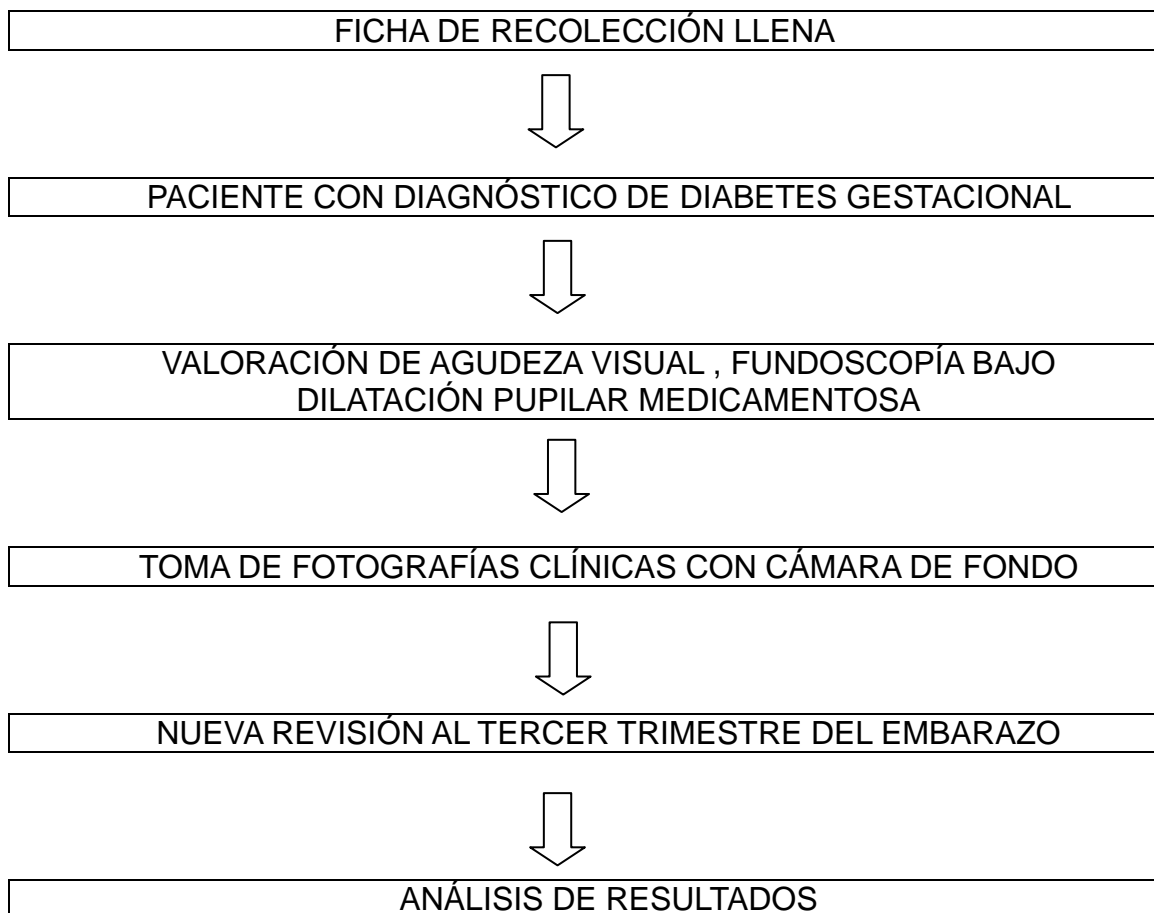 FICHA DE RECOLECCIÓN LLENA
PACIENTE CON DIAGNÓSTICO DE DIABETES GESTACIONAL
VALORACIÓN DE AGUDEZA VISUAL , FUNDOSCOPÍA BAJO
DILATACIÓN PUPILAR MEDICAMENTOSA
TOMA DE FOTOGRAFÍAS CLÍNICAS CON CÁMARA DE FONDO
NUEVA REVISIÓN AL TERCER TRIMESTRE DEL EMBARAZO
ANÁLISIS DE RESULTADOS